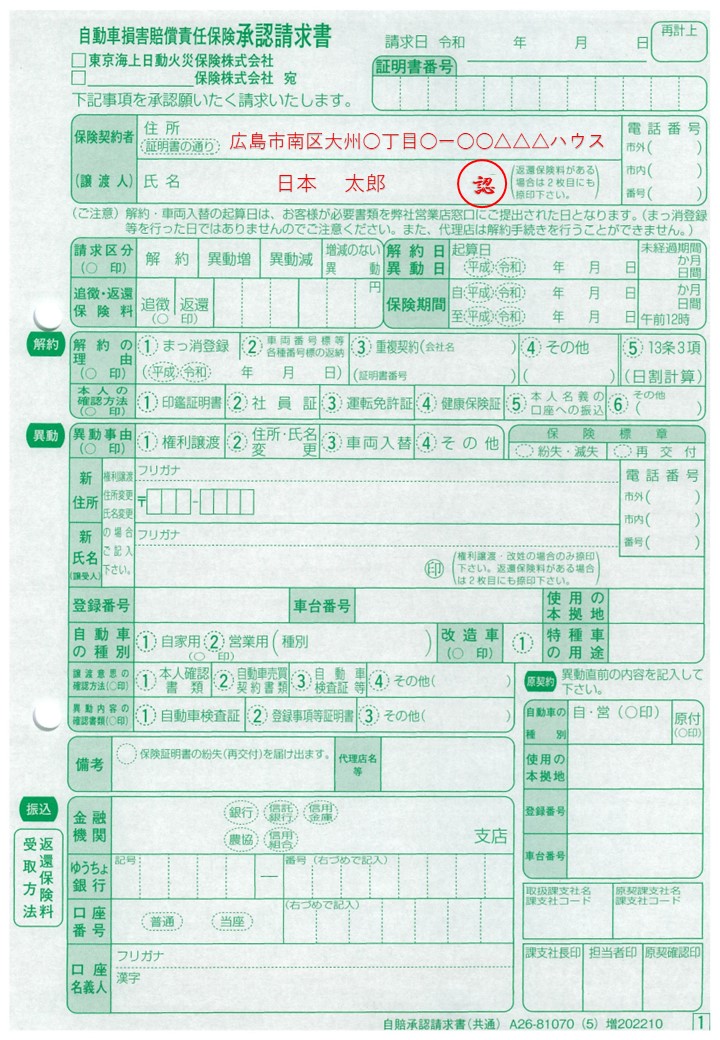 自動車損害賠償責任保険承認請求書
請求日 令和 年 月 日
再計上
□東京海上日動火災保険株式会社
□ 保険株式会社 宛
証明書番号
下記事項を承認願いたく請求いたします。
保険契約者
(譲渡人)
住所
(証明書の通り)
広島市南区大州〇丁目〇ー〇〇△△△ハウス
氏名
日本 太郎
認
(返還保険料がある場合は2枚目にも捺印下さい。)
電話番号
市外( )
市内( )
番号( )
(ご注意) 解約・車両入替の起算日は、お客様が必要書類を弊社営業店窓口にご提出された日となります。(まっ消登録
等を行った日ではありませんのでご注意ください。また、代理店は解約手続きを行うことができません。)
請求区分
(〇 印)
解約
異動増
異動減
増減のない
異動
解約日
異動日
起算日
平成 令和 年 月 日
未経過期間
か月
日間
追徴・返還
保険料
追徴 返還
(〇 印)
円
保険期間
自 平成 令和 年 月 日
至 平成 令和 年 月 日
か月
日間
午前12時
解約
解約の
理由
(〇 印)
① まっ消登録
(平成 令和 年 月 日)
② 車両番号標等
各種番号標の返納
③ 重複契約(会社名 )
(証明書番号 )
④ その他
( )
⑤ 13条3項
(日割計算)
本人の
確認方法
(〇 印)
① 印鑑証明書
② 社員証
③ 運転免許証
④ 健康保険証
⑤ 本人名義の
口座への振込
⑥ その他
( )
異動
異動事由
(〇 印)
① 権利譲渡
② 住所・氏名
変更
③ 車両入替
④ その他
保険標章
紛失・滅失
再交付
新
住所
権利譲渡
住所変更
氏名変更
の場合
ご記入
下さい。
フリガナ
〒 -
電話番号
市外( )
市内( )
番号( )
新
氏名
(譲受人)
フリガナ
印
(権利譲渡・改姓の場合のみ捺印
下さい。返還保険料がある場合
は2枚目にも捺印下さい。)
登録番号
車台番号
使用の
本拠地
自動車
の種別
① 自家用 ② 営業用 (種別 )
(〇 印)
改造車
(〇 印)
①
特種車
の用途
譲渡意思の
確認方法(〇印)
① 本人確認
書類
② 自動車売買
契約書類
③ 自動車
検査証等
④ その他( )
異動内容の
確認書類(〇印)
① 自動車検査証
② 登録事項等証明書
③ その他( )
原契約
異動直前の内容を記入して
下さい。
自動車の
種別
自・営 (〇印)
原付
(〇印)
使用の
本拠地
登録番号
車台番号
備考
保険証明書の紛失(再交付)を届け出ます。
代理店名
等
振込
返還保険料
受取方法
金融
機関
銀行
信託
銀行
信用
金庫
農協
信用
組合
支店
ゆうちょ
銀行
記号
番号 (右づめで記入)
口座
番号
普通
当座
(右づめで記入)
口座
名義人
フリガナ
漢字
取扱課支社名
課支社コード
原契課支社名
課支社コード
課支社長印
担当者印
原契確認印
自賠承認請求書(共通) A26-81070 (5) 増202210
1